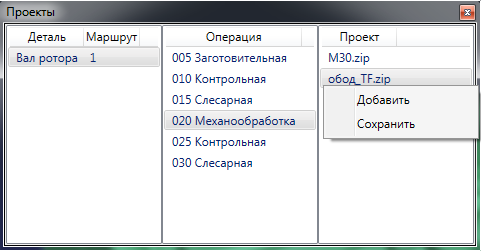 Проекты
Деталь Маршрут
Вал ротора 1
Операция
005 Заготовительная
010 Контрольная
015 Слесарная
020 Механообработка
025 Контрольная
030 Слесарная
Проект
М30.zip
обод_TF.zip
Добавить
Сохранить